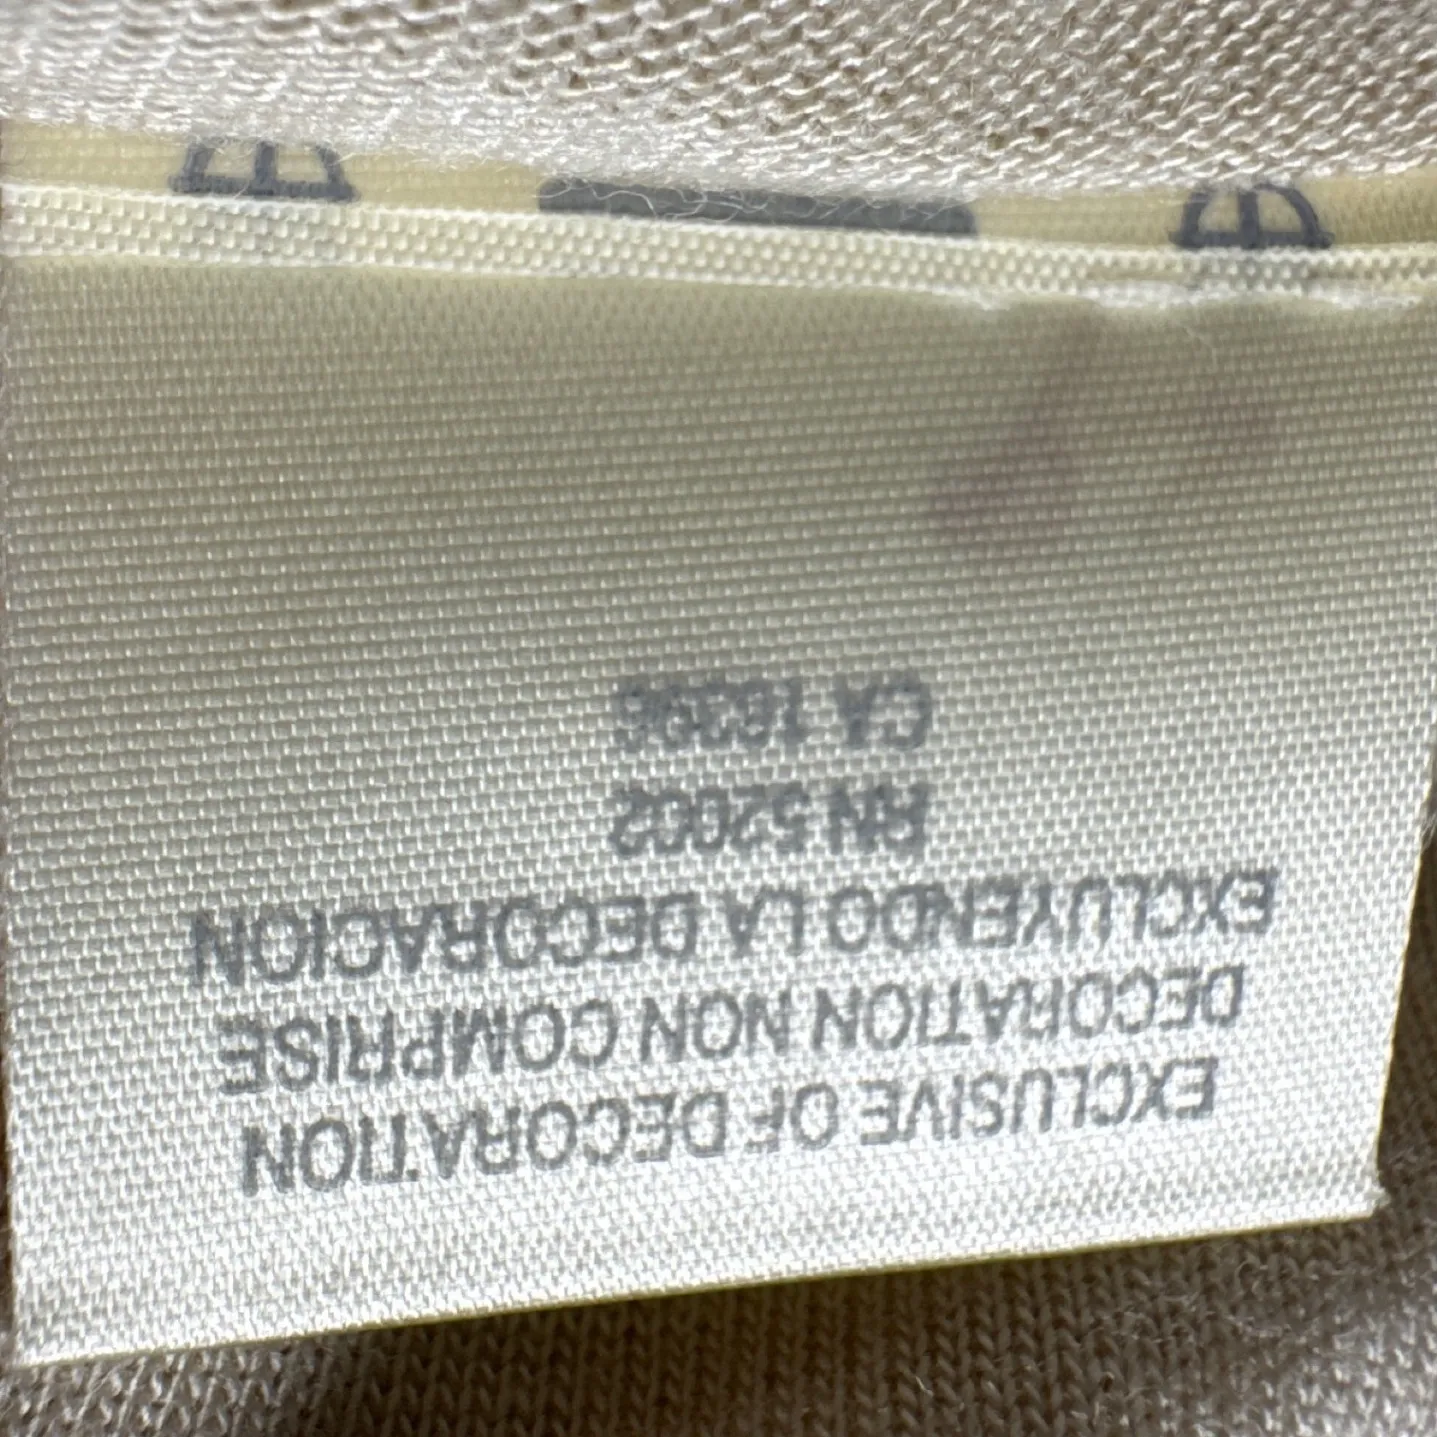 EXCLUSIVE OF DECORATION
DECORATION NON COMPRISE
EXCLUYENDO LA DECORACION
RN 52002
CA 16396